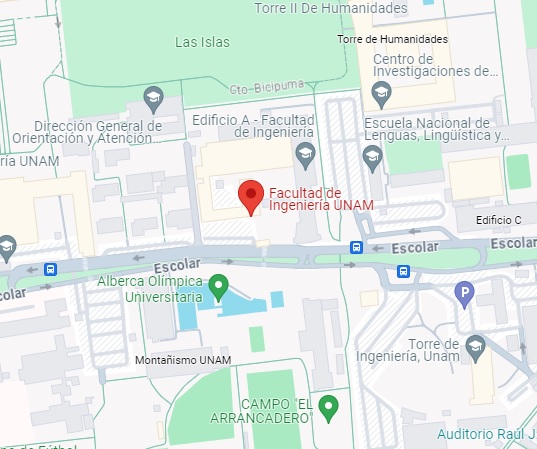 Torre II De Humanidades
Torre de Humanidades
Las Islas
Centro de
Investigaciones de...
Cto Bicipuma
Dirección General de
Orientación y Atención...
Edificio A - Facultad
de Ingeniería
Escuela Nacional de
Lenguas, Lingüística y...
ría UNAM
Facultad de
Ingeniería UNAM
Edificio C
Escolar
Escolar
Escolar
colar
Alberca Olímpica
Universitaria
P
Montañismo UNAM
Torre de
Ingeniería, Unam
CAMPO "EL
ARRANCADERO"
Auditorio Raúl J